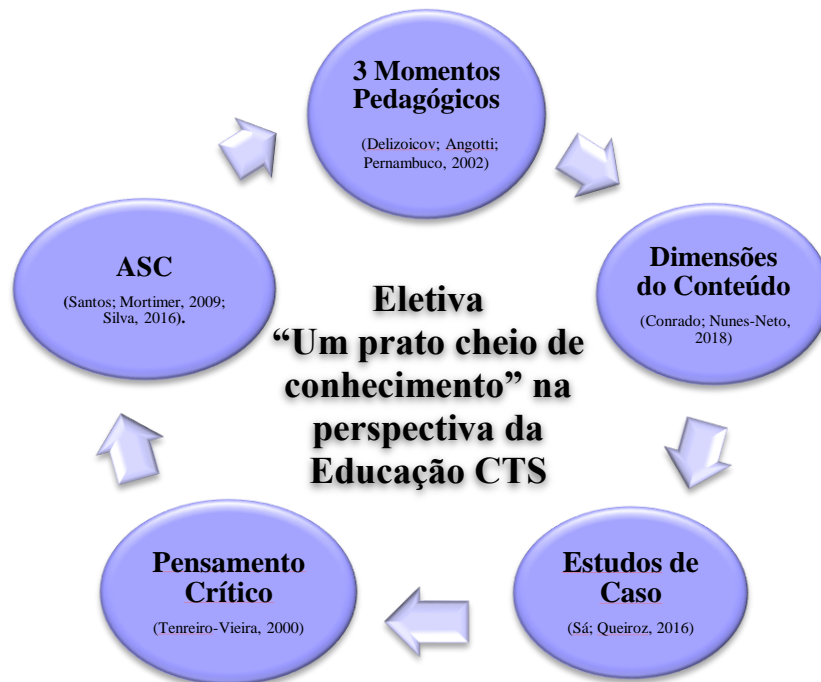 3 Momentos
Pedagógicos
(Delizoicov; Angotti;
Pernambuco, 2002)
Dimensões
do Conteúdo
(Conrado; Nunes-Neto,
2018)
Estudos de
Caso
(Sá; Queiroz, 2016)
Pensamento
Crítico
(Tenreiro-Vieira, 2000)
ASC
(Santos; Mortimer, 2009;
Silva, 2016).
Eletiva
“Um prato cheio de
conhecimento” na
perspectiva da
Educação CTS